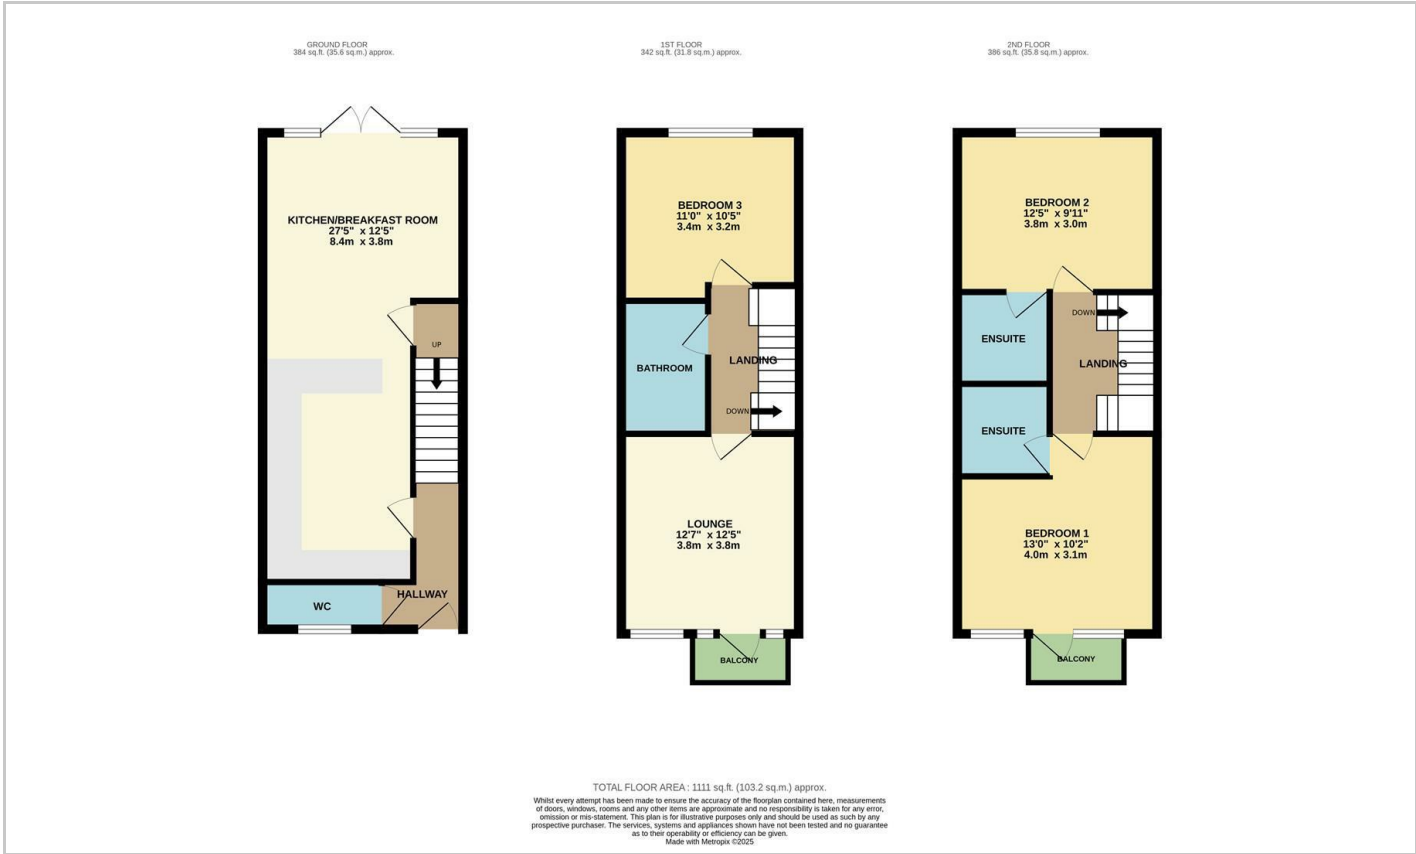 GROUND FLOOR
384 sq.ft. (35.6 sq.m.) approx.
KITCHEN/BREAKFAST ROOM
27'5" x 12'5"
8.4m x 3.8m
UP
HALLWAY
WC
1ST FLOOR
342 sq.ft. (31.8 sq.m.) approx.
BEDROOM 3
11'0" x 10'5"
3.4m x 3.2m
BATHROOM
LANDING
DOWN
LOUNGE
12'7" x 12'5"
3.8m x 3.8m
BALCONY
2ND FLOOR
386 sq.ft. (35.8 sq.m.) approx.
BEDROOM 2
12'5" x 9'11"
3.8m x 3.0m
DOWN
ENSUITE
LANDING
ENSUITE
BEDROOM 1
13'0" x 10'2"
4.0m x 3.1m
BALCONY
TOTAL FLOOR AREA : 1111 sq.ft. (103.2 sq.m.) approx.
Whilst every attempt has been made to ensure the accuracy of the floorplan contained here, measurements
of doors, windows, rooms and any other items are approximate and no responsibility is taken for any error,
omission or mis-statement. This plan is for illustrative purposes only and should be used as such by any
prospective purchaser. The services, systems and appliances shown have not been tested and no guarantee
as to their operability or efficiency can be given.
Made with Metropix ©2025